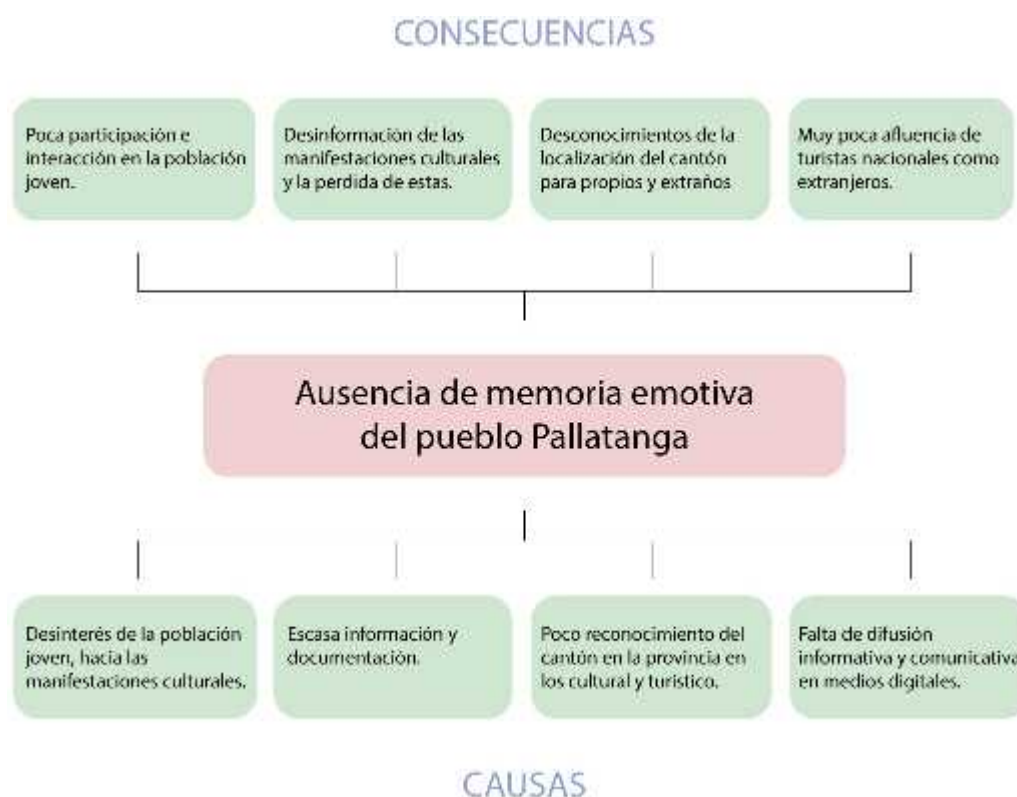 CONSECUENCIAS
Poca participación e
interacción en la población
joven.
Desinformación de las
manifestaciones culturales
y la perdida de estas.
Desconocimientos de la
localización del cantón
para propios y extraños
Muy poca afluencia de
turistas nacionales como
extranjeros.
Ausencia de memoria emotiva
del pueblo Pallatanga
Desinterés de la población
joven, hacia las
manifestaciones culturales.
Escasa información y
documentación.
Poco reconocimiento del
cantón en la provincia en
los cultural y turistico.
Falta de difusión
informativa y comunicativa
en medios digitales.
CAUSAS